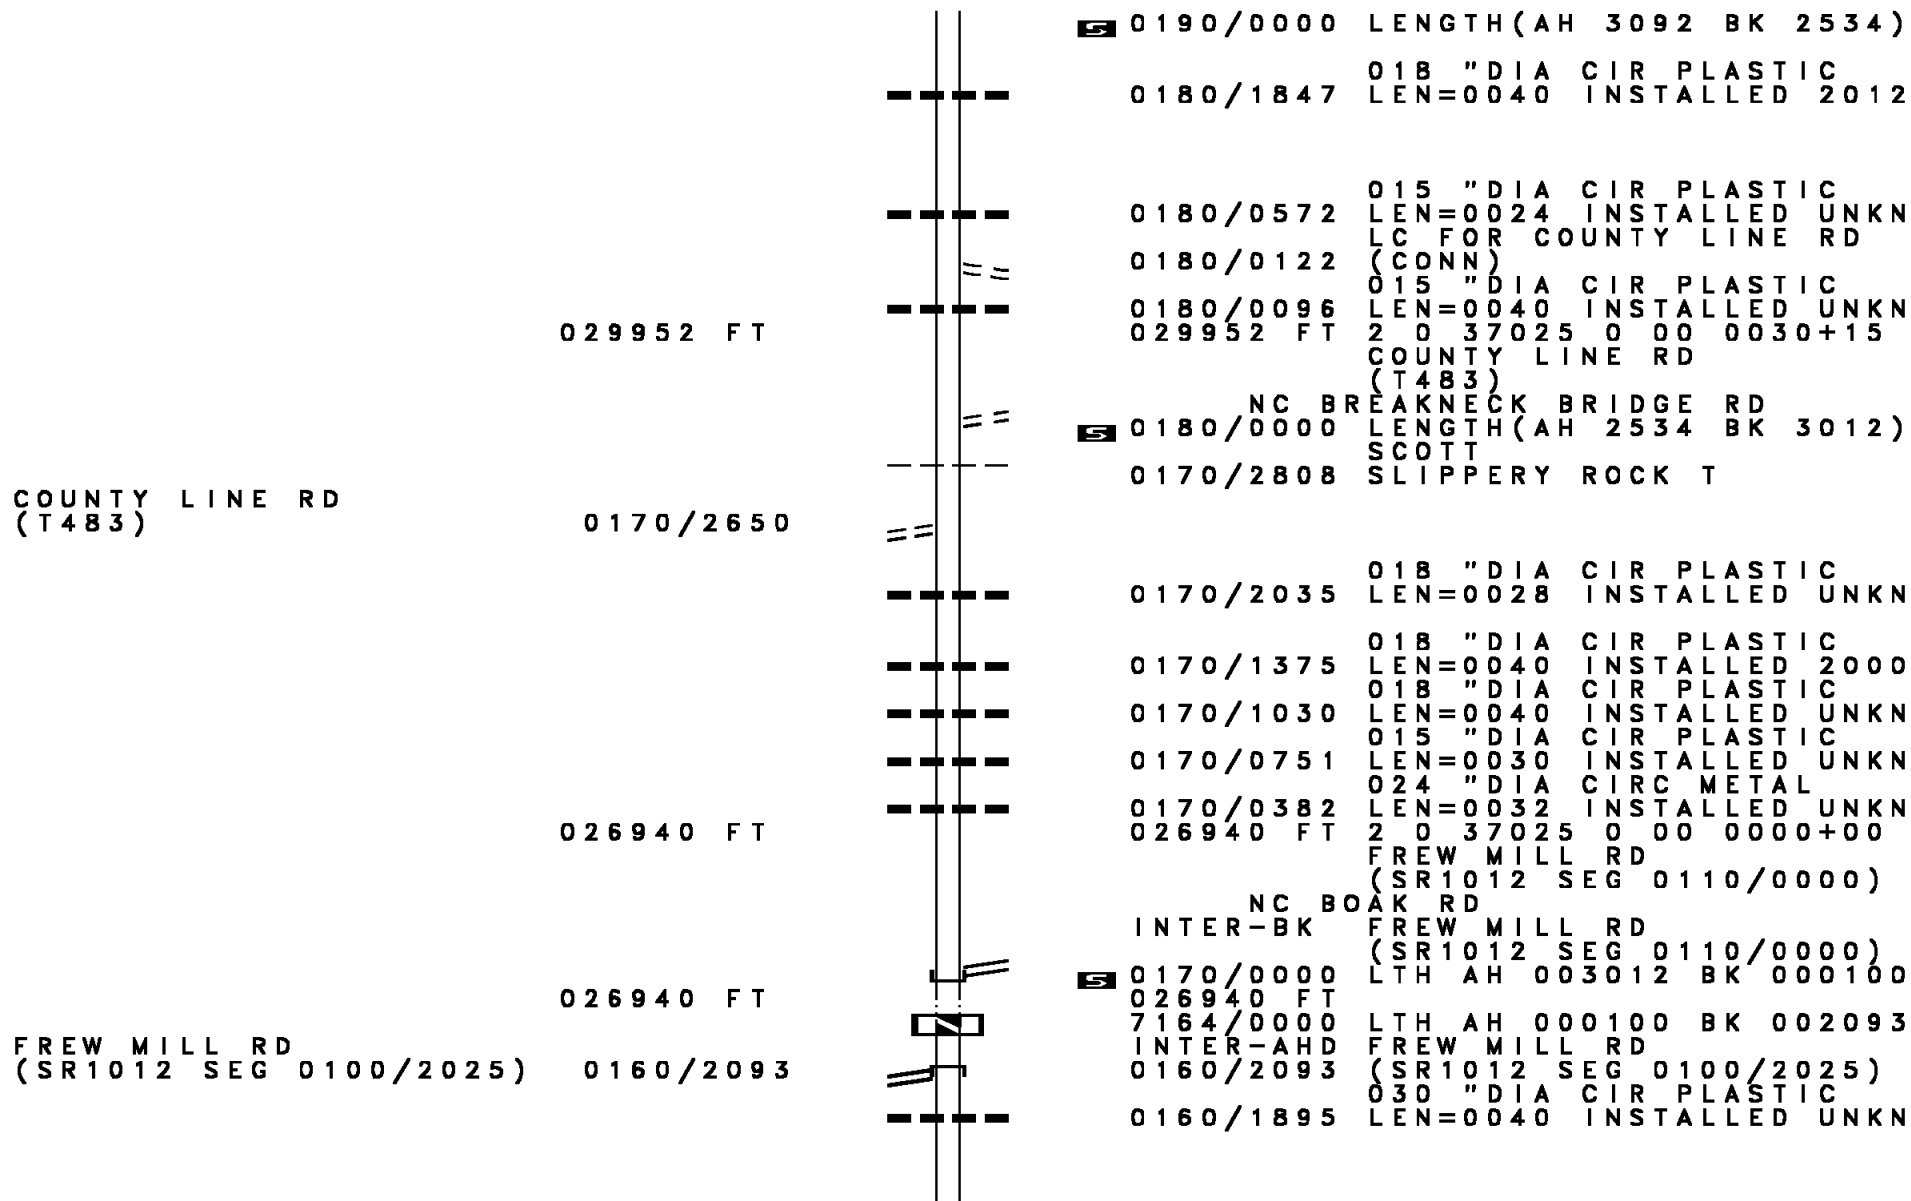 0190/0000 LENGTH(AH 3092 BK 2534)
018 "DIA CIR PLASTIC
0180/1847 LEN=0040 INSTALLED 2012
015 "DIA CIR PLASTIC
0180/0572 LEN=0024 INSTALLED UNKN
LC FOR COUNTY LINE RD
0180/0122 (CONN)
015 "DIA CIR PLASTIC
0180/0096 LEN=0040 INSTALLED UNKN
029952 FT 029952 FT 2 0 37025 0 00 0030+15
COUNTY LINE RD
(T483)
NC BREAKNECK BRIDGE RD
S 0180/0000 LENGTH(AH 2534 BK 3012)
SCOTT
0170/2808 SLIPPERY ROCK T
COUNTY LINE RD
(T483) 0170/2650
018 "DIA CIR PLASTIC
0170/2035 LEN=0028 INSTALLED UNKN
018 "DIA CIR PLASTIC
0170/1375 LEN=0040 INSTALLED 2000
018 "DIA CIR PLASTIC
0170/1030 LEN=0040 INSTALLED UNKN
015 "DIA CIR PLASTIC
0170/0751 LEN=0030 INSTALLED UNKN
024 "DIA CIRC METAL
0170/0382 LEN=0032 INSTALLED UNKN
026940 FT 026940 FT 2 0 37025 0 00 0000+00
FREW MILL RD
(SR1012 SEG 0110/0000)
NC BOAK RD
INTER-BK FREW MILL RD
(SR1012 SEG 0110/0000)
S 0170/0000 LTH AH 003012 BK 000100
026940 FT 026940 FT
7164/0000 LTH AH 000100 BK 002093
FREW MILL RD INTER-AHD FREW MILL RD
(SR1012 SEG 0100/2025) 0160/2093 0160/2093 (SR1012 SEG 0100/2025)
030 "DIA CIR PLASTIC
0160/1895 LEN=0040 INSTALLED UNKN